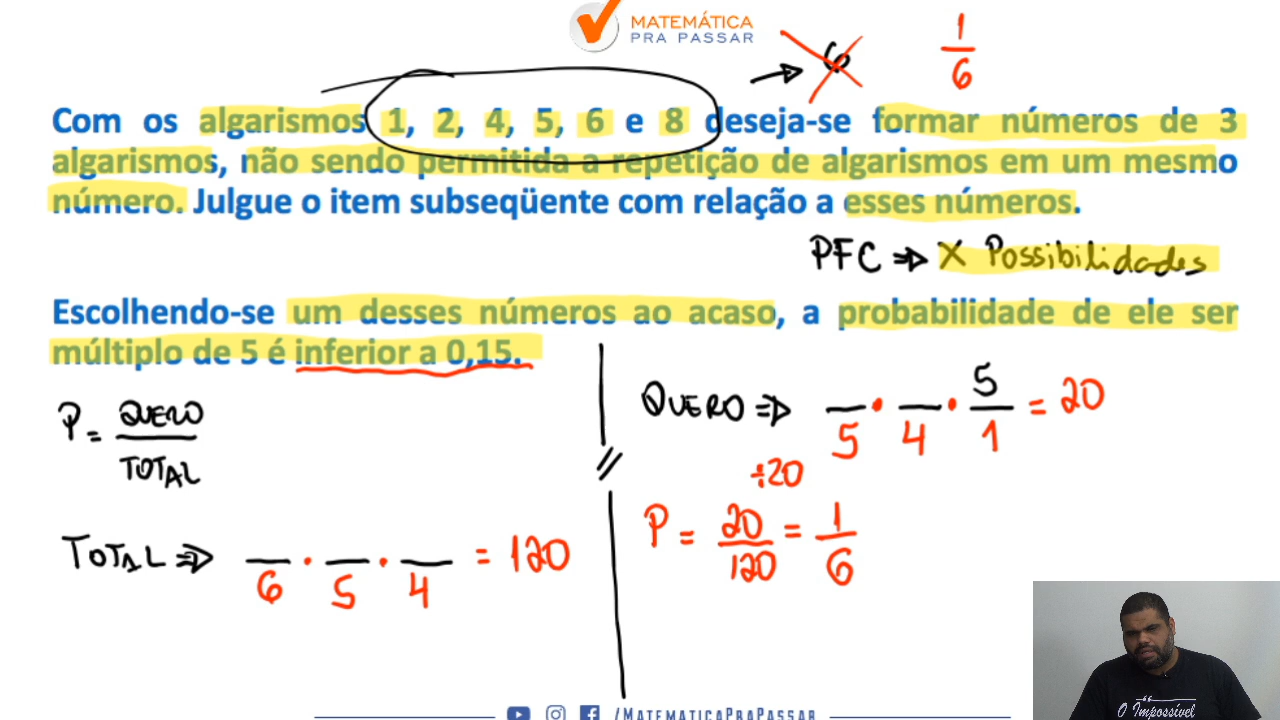 MATEMÁTICA
PRA PASSAR
6
1
6
Com os algarismos 1, 2, 4, 5, 6 e 8 deseja-se formar números de 3
algarismos, não sendo permitida a repetição de algarismos em um mesmo
número. Julgue o item subseqüente com relação a esses números.
PFC ⇒ X Possibilidades
Escolhendo-se um desses números ao acaso, a probabilidade de ele ser
múltiplo de 5 é inferior a 0,15.
P = QUERO
TOTAL
TOTAL ⇒ _ . _ . _ = 120
6 5 4
5
QUERO ⇒ _ . _ . _ = 20
5 4 1
÷20
P = 20 = 1
120 6
"
O Impossível
/MATEMATICAPRAPASSAR